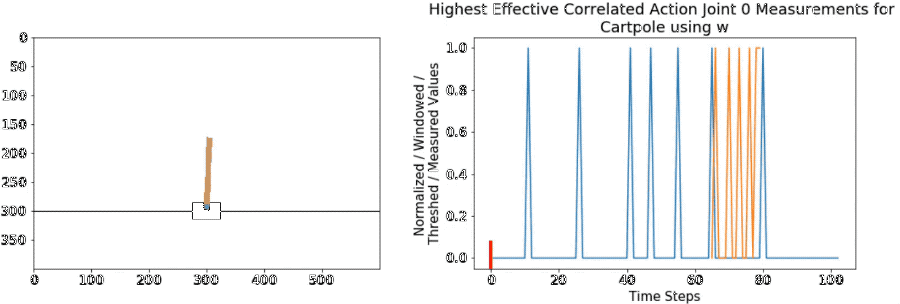 Highest Effective Correlated Action Joint 0 Measurements for
Cartpole using w
0
50
100
150
200
250
300
350
0 100 200 300 400 500
Normalized / Windowed /
Threshed / Measured Values
1.0
0.8
0.6
0.4
0.2
0.0
0 20 40 60 80 100
Time Steps